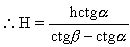 ∴ H = hctgα / (ctgβ − ctgα)